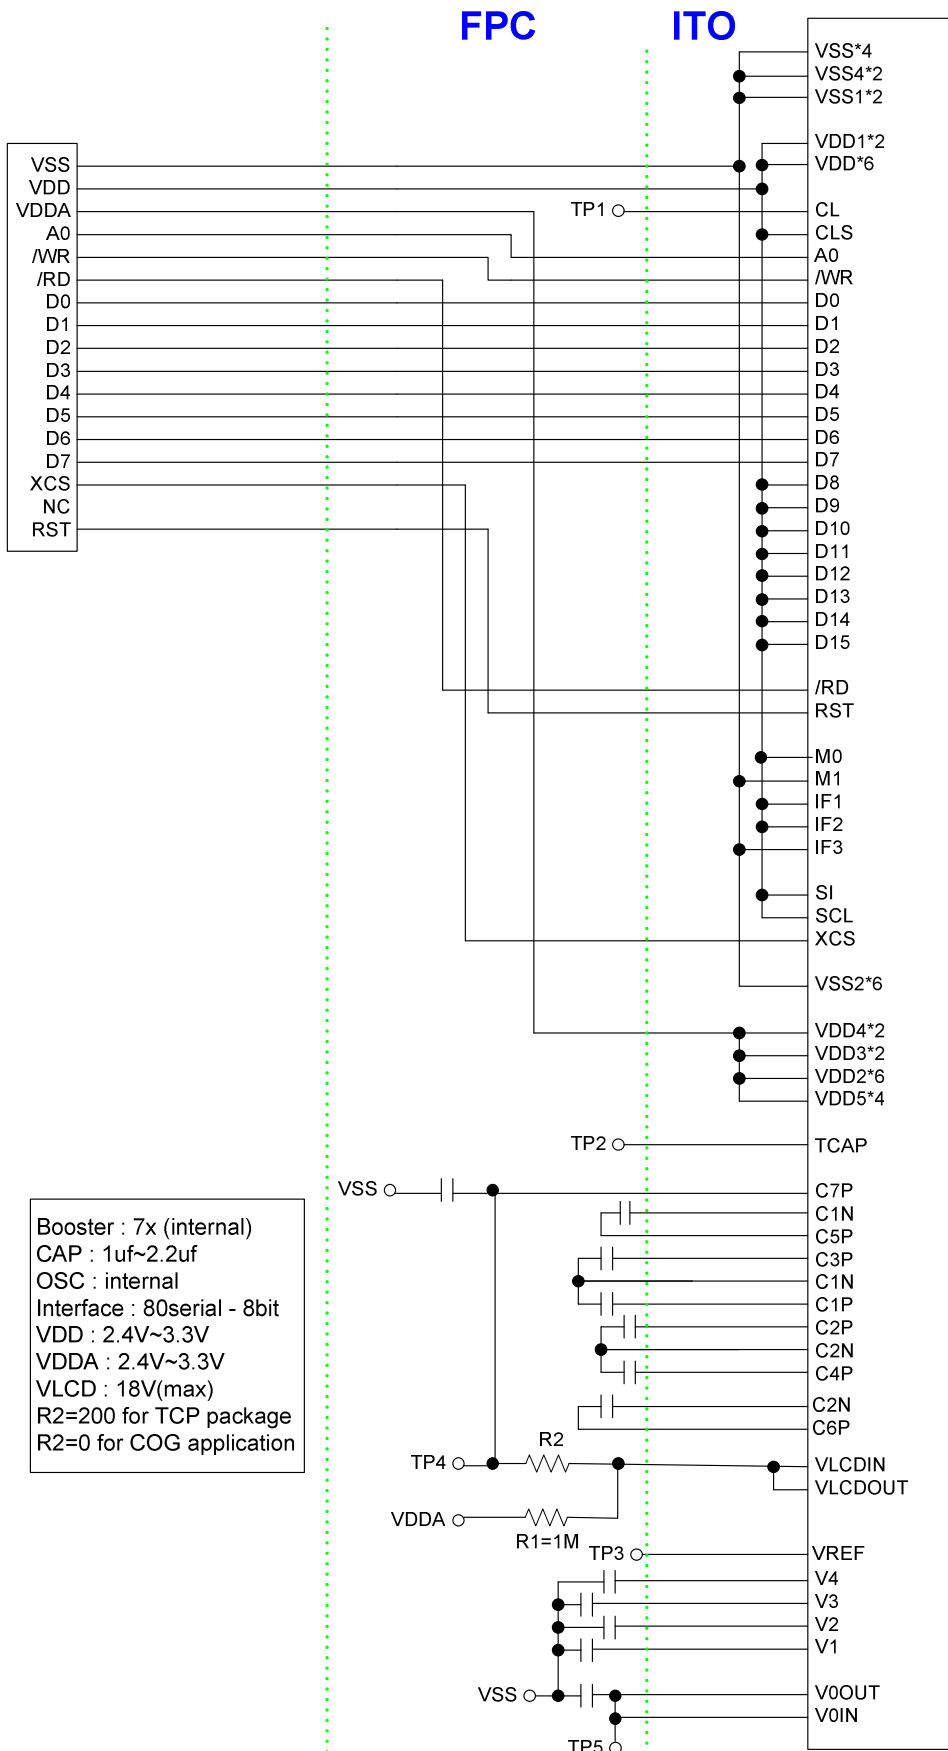 FPC
ITO
VSS
VDD
VDDA
A0
/WR
/RD
D0
D1
D2
D3
D4
D5
D6
D7
XCS
NC
RST
TP1
VSS*4
VSS4*2
VSS1*2
VDD1*2
VDD*6
CL
CLS
A0
/WR
D0
D1
D2
D3
D4
D5
D6
D7
D8
D9
D10
D11
D12
D13
D14
D15
/RD
RST
M0
M1
IF1
IF2
IF3
SI
SCL
XCS
VSS2*6
VDD4*2
VDD3*2
VDD2*6
VDD5*4
TP2
TCAP
VSS
C7P
C1N
C5P
C3P
C1N
C1P
C2P
C2N
C4P
C2N
C6P
Booster : 7x (internal)
CAP : 1uf~2.2uf
OSC : internal
Interface : 80serial - 8bit
VDD : 2.4V~3.3V
VDDA : 2.4V~3.3V
VLCD : 18V(max)
R2=200 for TCP package
R2=0 for COG application
R2
TP4
VLCDIN
VLCDOUT
VDDA
R1=1M
TP3
VREF
V4
V3
V2
V1
VSS
V0OUT
V0IN
TP5